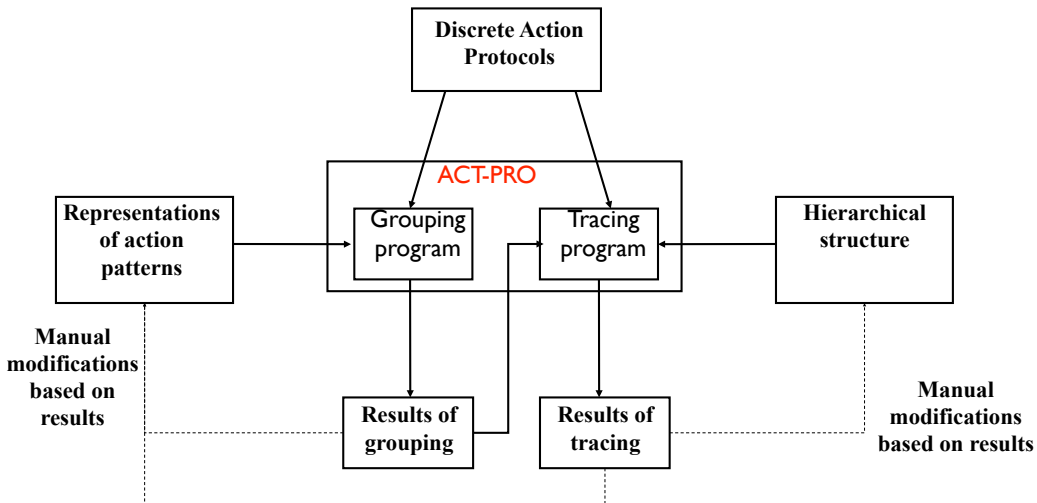 Discrete Action
Protocols
ACT-PRO
Representations
of action
patterns
Grouping
program
Tracing
program
Hierarchical
structure
Manual
modifications
based on
results
Results of
grouping
Results of
tracing
Manual
modifications
based on results